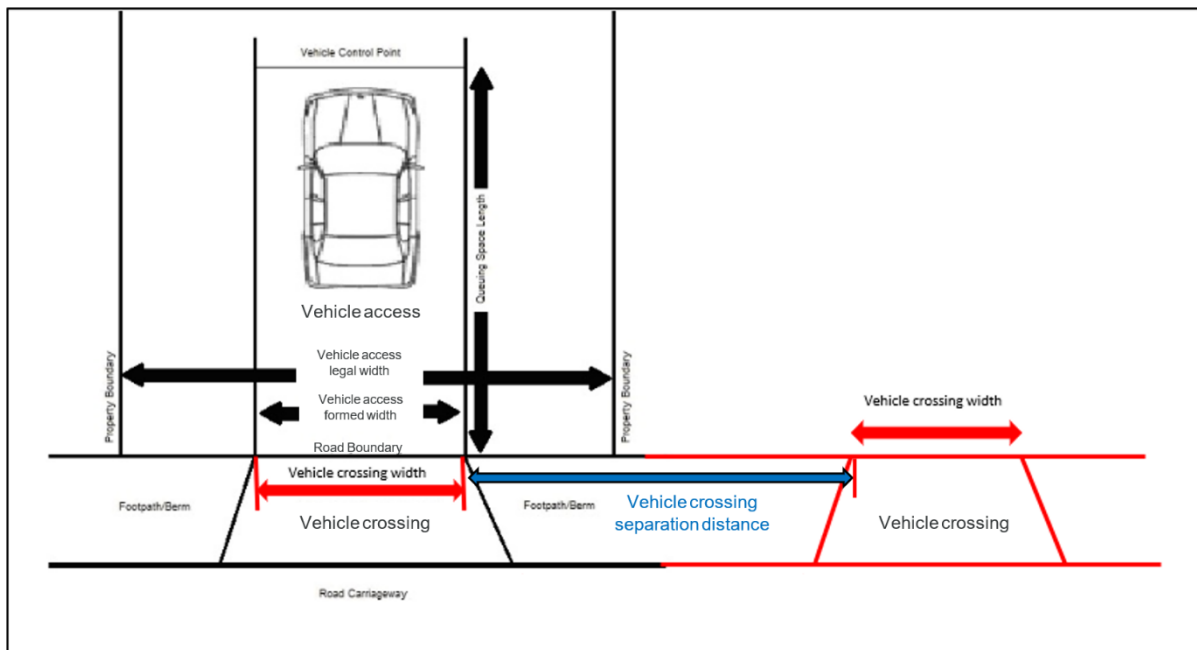 Vehicle Control Point
Queuing Space Length
Vehicle access
Vehicle access
legal width
Property Boundary
Property Boundary
Vehicle access
formed width
Vehicle crossing width
Road Boundary
Vehicle crossing width
Footpath/Berm
Footpath/Berm
Vehicle crossing
Vehicle crossing
separation distance
Vehicle crossing
Road Carriageway